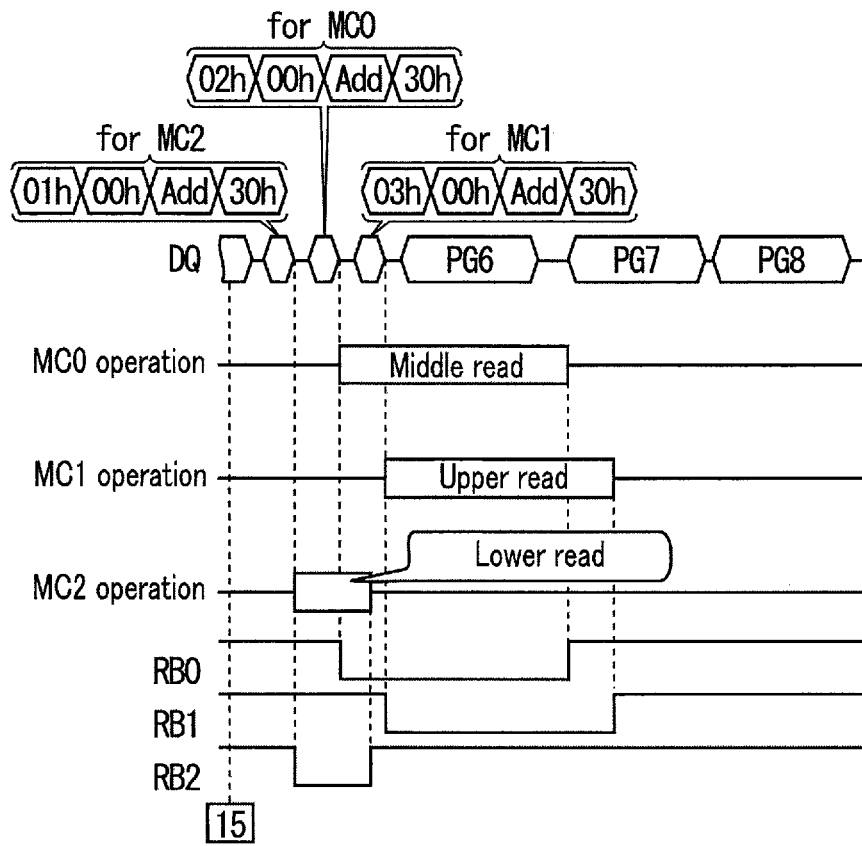 for MC0
02h 00h Add 30h
for MC2
for MC1
01h 00h Add 30h
03h 00h Add 30h
DQ PG6 PG7 PG8
MC0 operation Middle read
MC1 operation Upper read
Lower read
MC2 operation
RB0
RB1
RB2
15